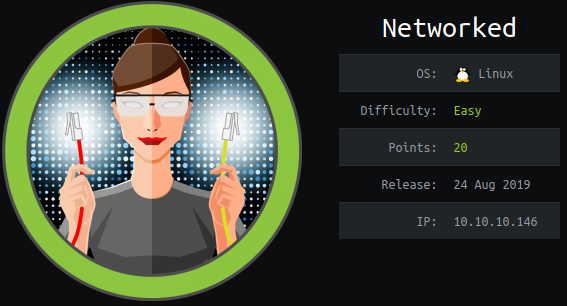 Networked
OS: Linux
Difficulty: Easy
Points: 20
Release: 24 Aug 2019
IP: 10.10.10.146